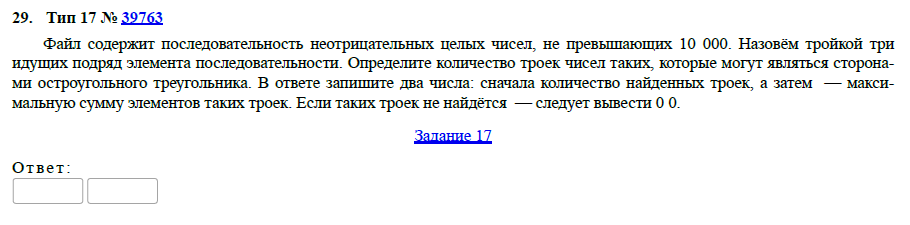 29. Тип 17 № 39763
Файл содержит последовательность неотрицательных целых чисел, не превышающих 10 000. Назовём тройкой три
идущих подряд элемента последовательности. Определите количество троек чисел таких, которые могут являться сторона-
ми остроугольного треугольника. В ответе запишите два числа: сначала количество найденных троек, а затем — макси-
мальную сумму элементов таких троек. Если таких троек не найдётся — следует вывести 0 0.
Задание 17
Ответ: